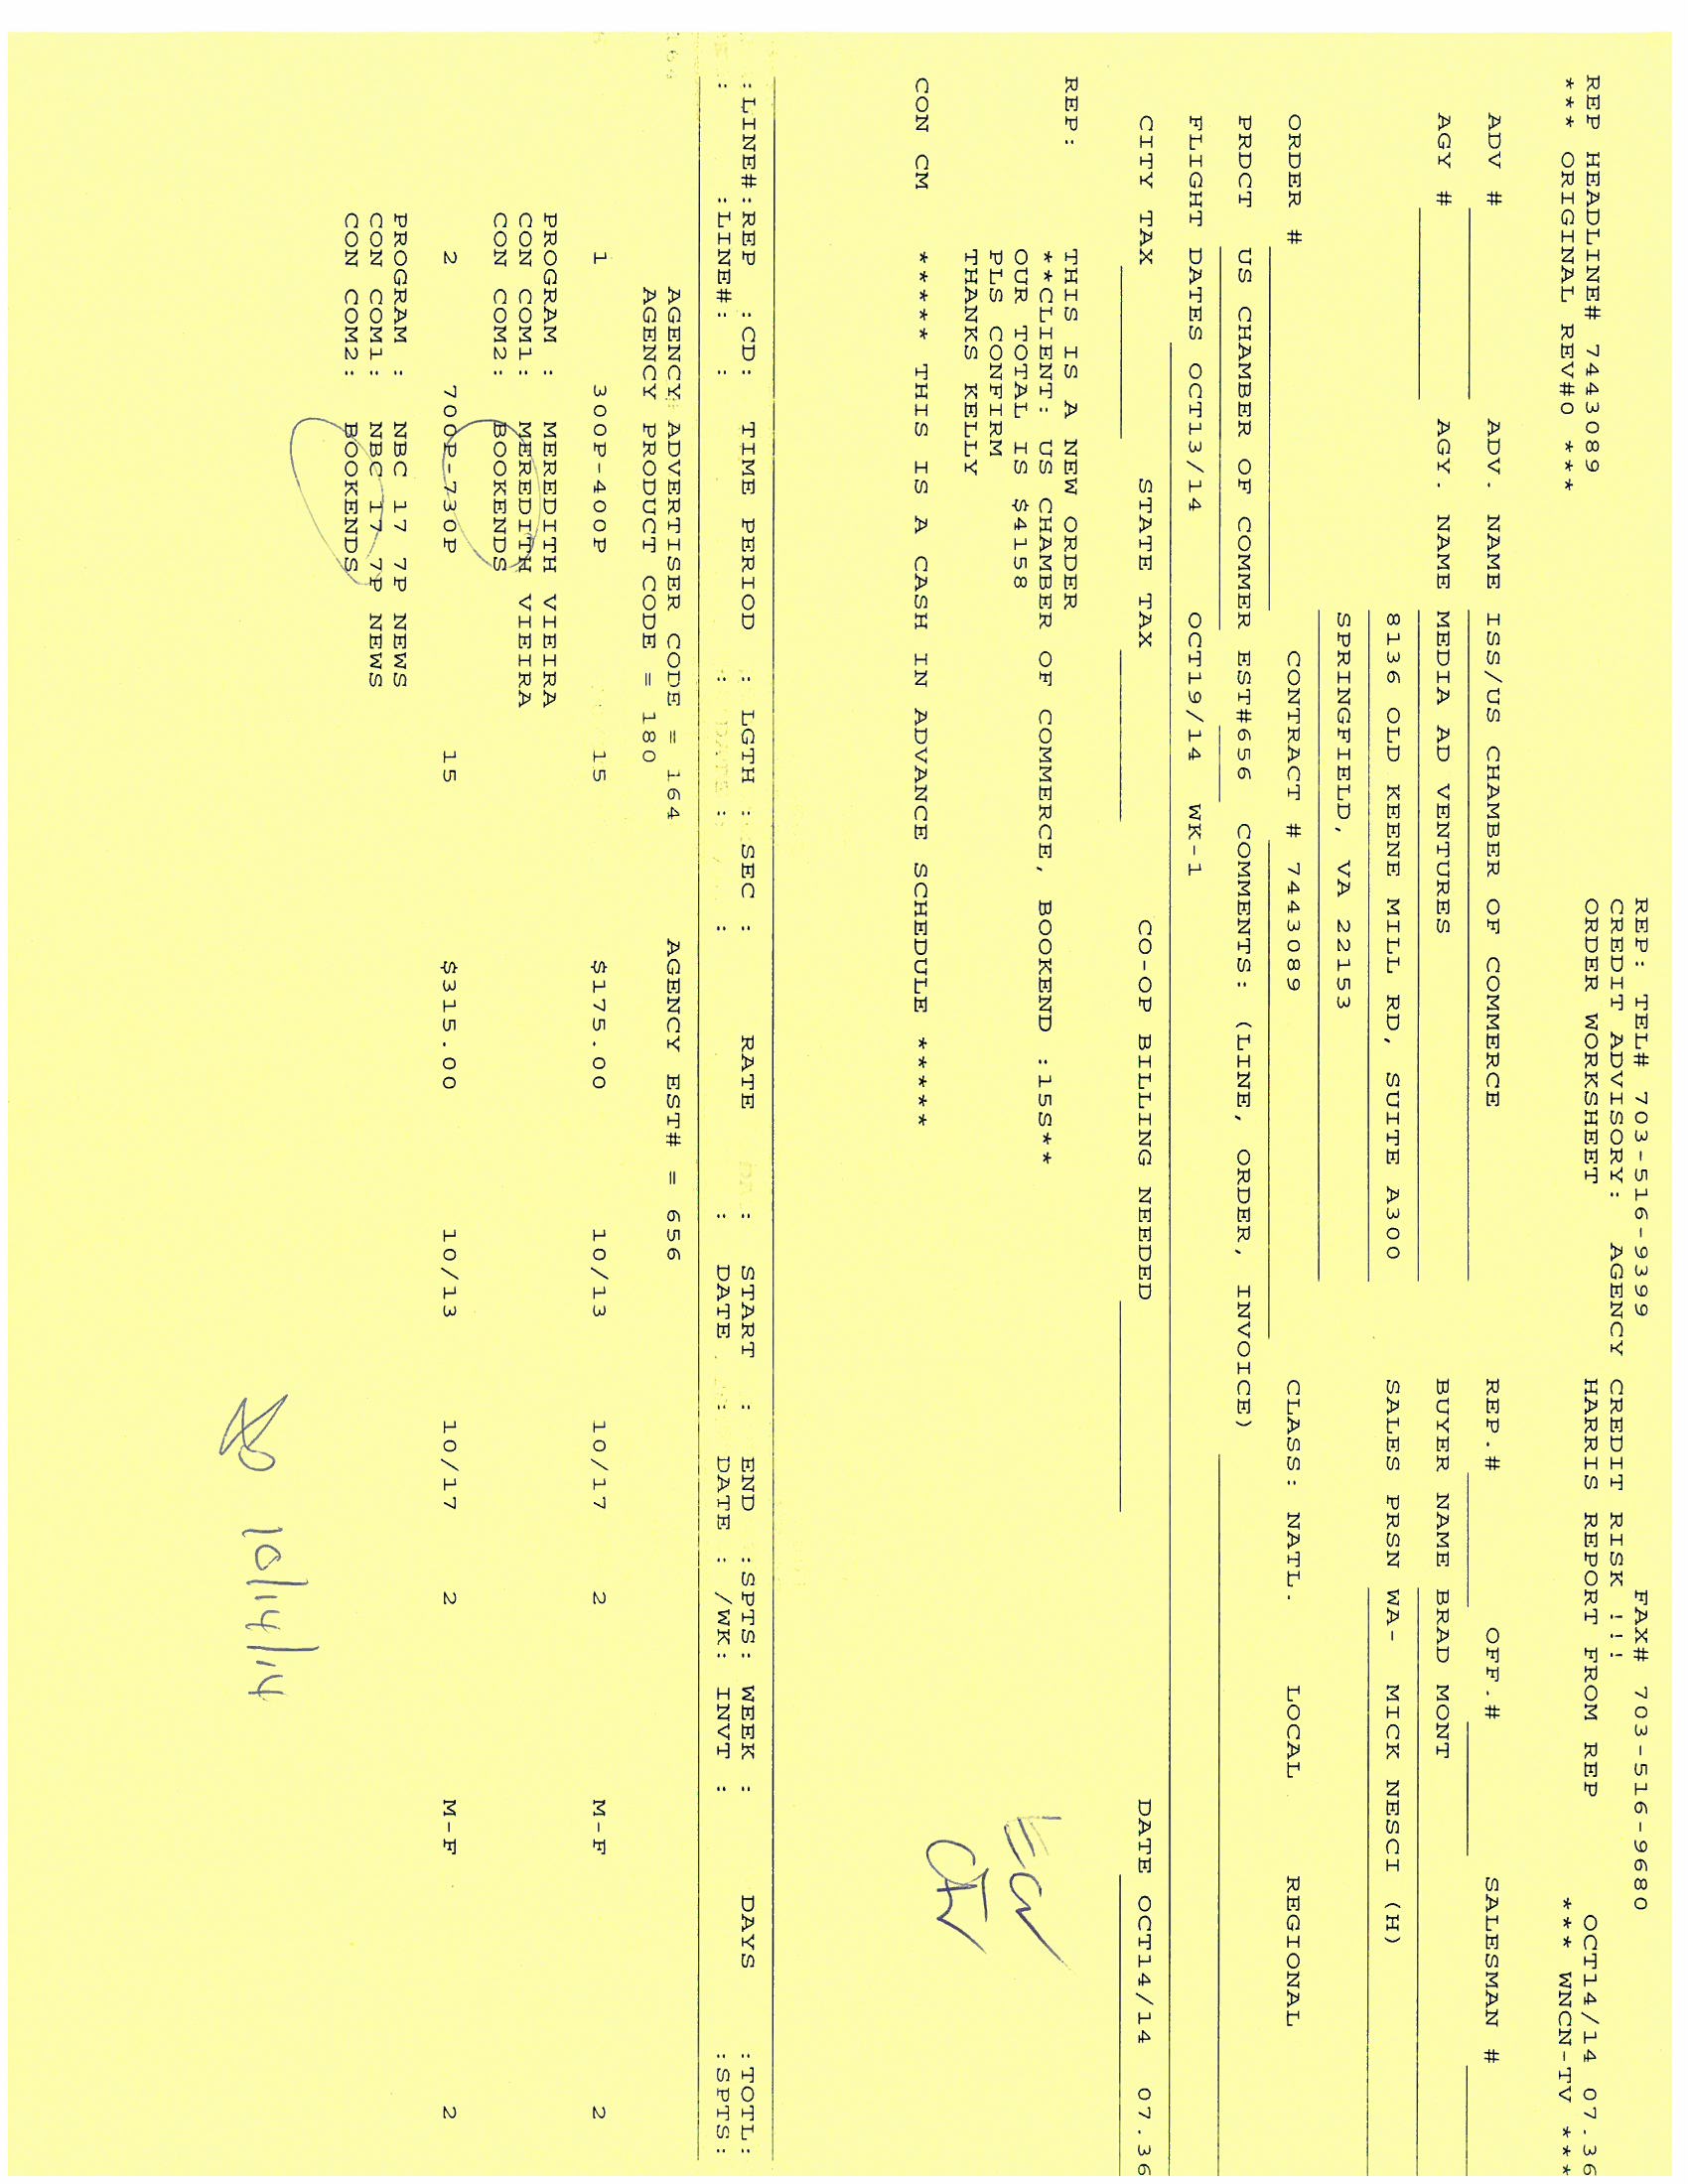 REP: TEL# 703-516-9399 FAX# 703-516-9680
CREDIT ADVISORY: AGENCY CREDIT RISK !!! OCT14/14 07.36
REP HEADLINE# 7443089 ORDER WORKSHEET HARRIS REPORT FROM REP *** WNCN-TV ***
*** ORIGINAL REV#0 ***
ADV # ADV. NAME ISS/US CHAMBER OF COMMERCE REP.# OFF.# SALESMAN #
AGY # AGY. NAME MEDIA AD VENTURES BUYER NAME BRAD MONT
8136 OLD KEENE MILL RD, SUITE A300 SALES PRSN WA- MICK NESCI (H)
SPRINGFIELD, VA 22153
ORDER # CONTRACT # 7443089 CLASS: NATL. LOCAL REGIONAL
PRDCT US CHAMBER OF COMMER EST#656 COMMENTS: (LINE, ORDER, INVOICE)
FLIGHT DATES OCT13/14 OCT19/14 WK-1
CITY TAX STATE TAX CO-OP BILLING NEEDED DATE OCT14/14 07.36
REP: THIS IS A NEW ORDER
**CLIENT: US CHAMBER OF COMMERCE, BOOKEND :15S**
OUR TOTAL IS $4158
PLS CONFIRM
THANKS KELLY
CON CM ***** THIS IS A CASH IN ADVANCE SCHEDULE *****
:LINE#:REP :CD: TIME PERIOD : LGTH : SEC : RATE : START : END :SPTS: WEEK : DAYS :TOTL:
: :LINE#: : : : : : DATE : DATE : /WK: INVT : :SPTS:
AGENCY ADVERTISER CODE = 164 AGENCY EST# = 656
AGENCY PRODUCT CODE = 180
1 300P-400P 15 $175.00 10/13 10/17 2 M-F 2
PROGRAM : MEREDITH VIEIRA
CON COM1: MEREDITH VIEIRA
CON COM2: BOOKENDS
2 700P-730P 15 $315.00 10/13 10/17 2 M-F 2
PROGRAM : NBC 17 7P NEWS
CON COM1: NBC 17 7P NEWS
CON COM2: BOOKENDS
10/14/14